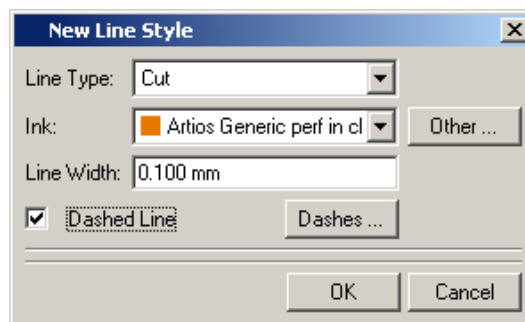 New Line Style
Line Type: Cut
Ink: Artios Generic perf in cl Other ...
Line Width: 0.100 mm
Dashed Line Dashes ...
OK Cancel